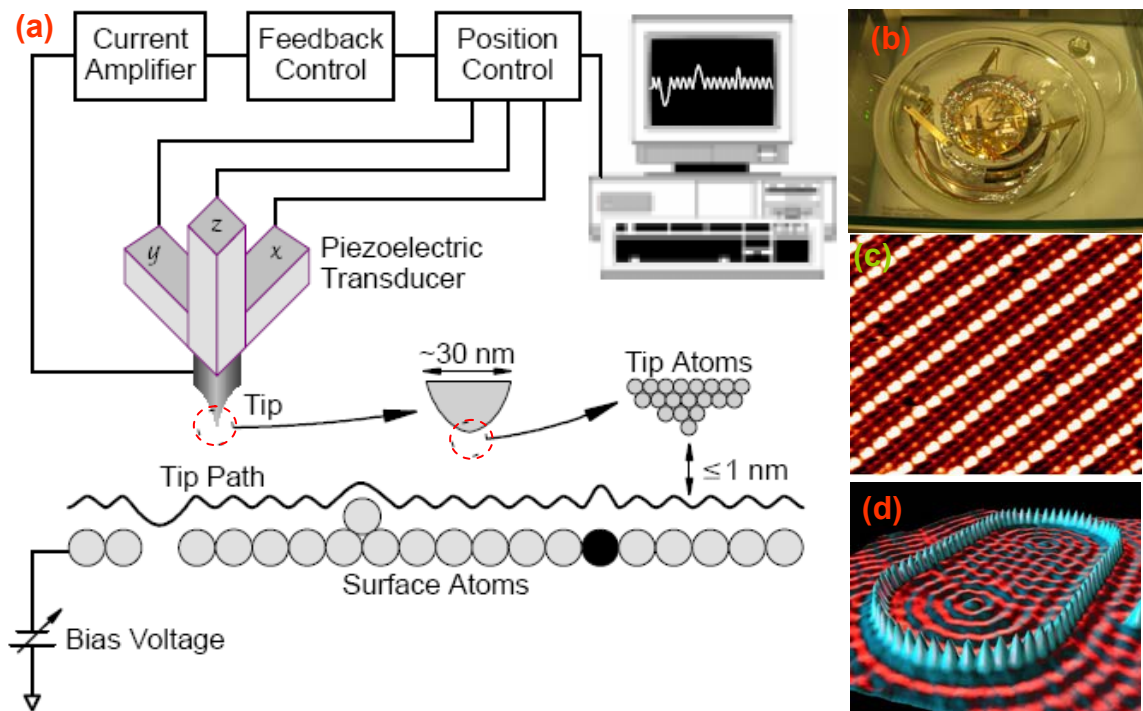 (a)
Current
Amplifier
Feedback
Control
Position
Control
y
z
x
Piezoelectric
Transducer
~30 nm
Tip Atoms
Tip
≤ 1 nm
Tip Path
Surface Atoms
Bias Voltage
(b)
(c)
(d)